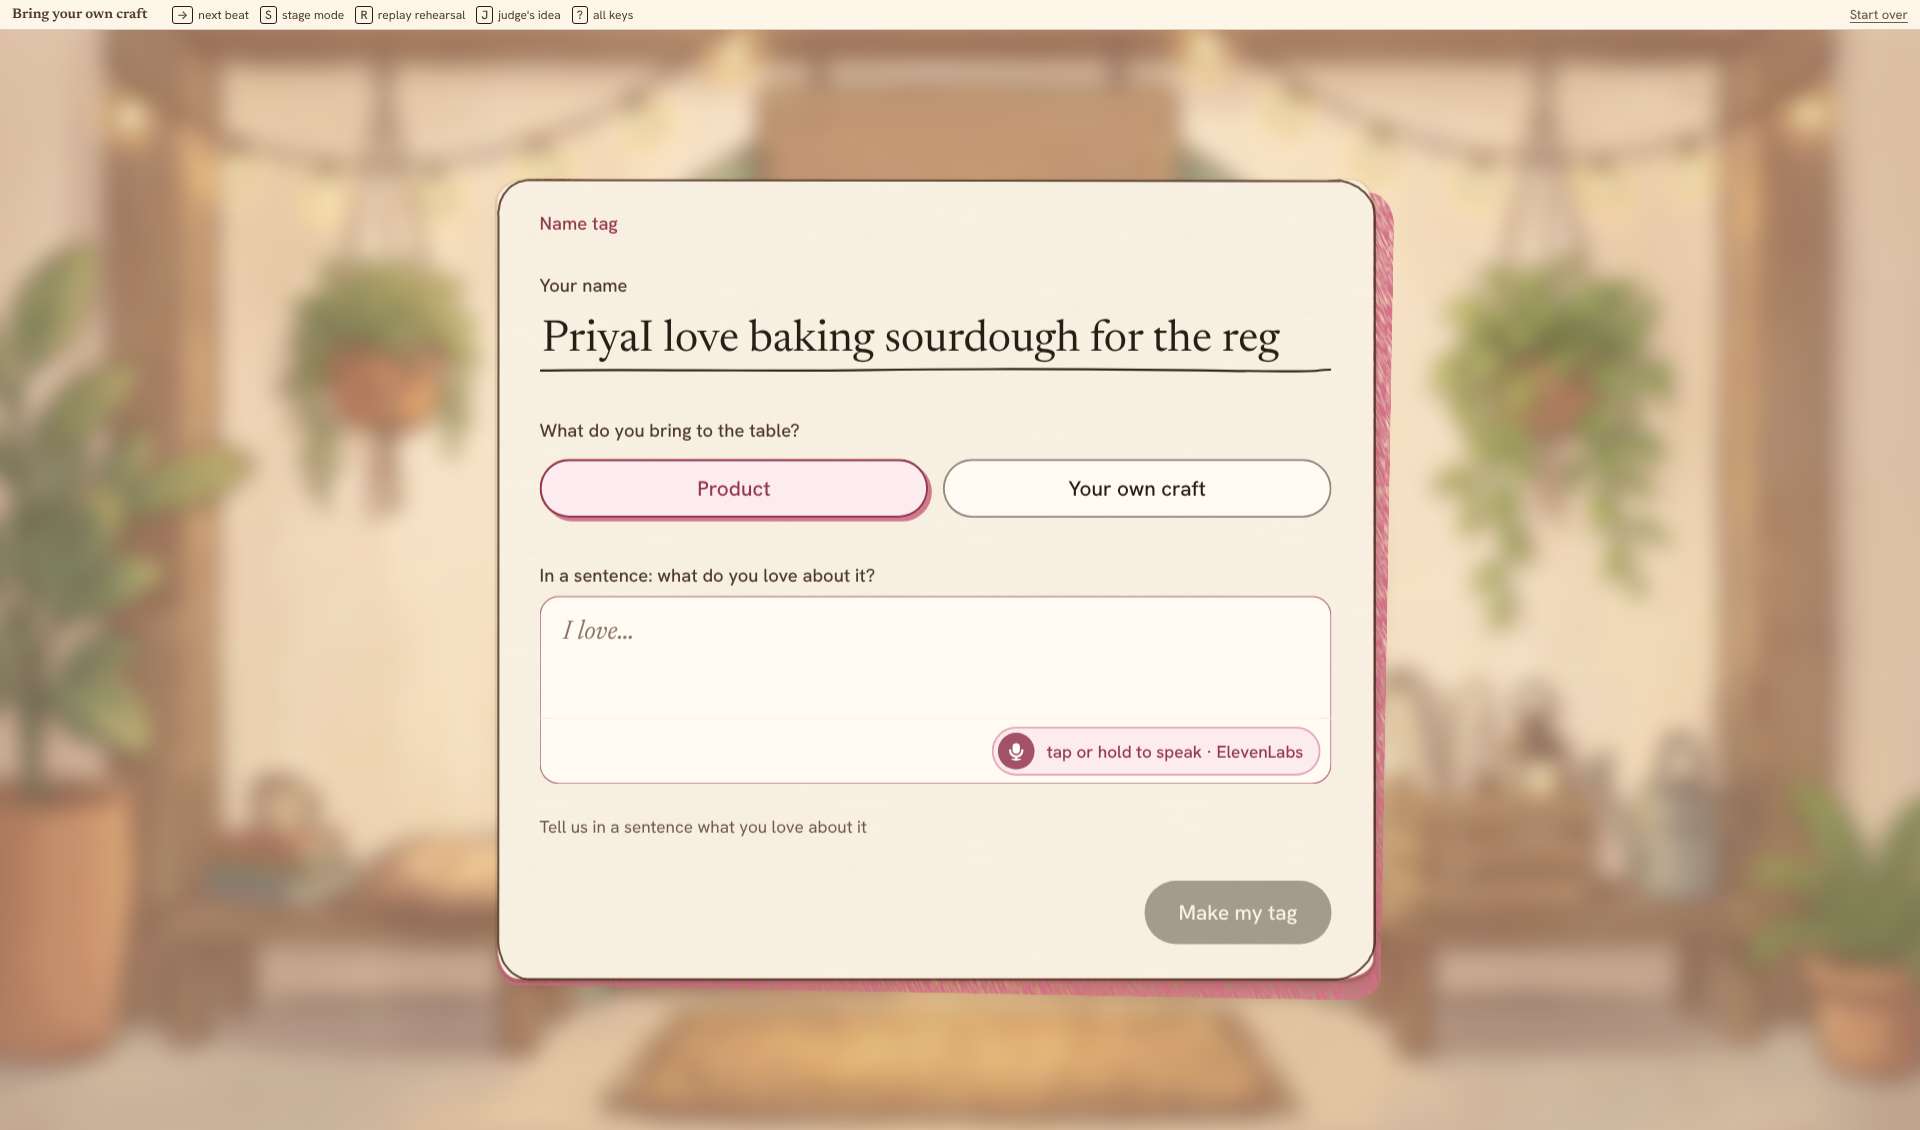 Bring your own craft → next beat S stage mode R replay rehearsal J judge's idea ? all keys Start over
Name tag
Your name
PriyaI love baking sourdough for the reg
What do you bring to the table?
Product Your own craft
In a sentence: what do you love about it?
I love...
tap or hold to speak · ElevenLabs
Tell us in a sentence what you love about it
Make my tag